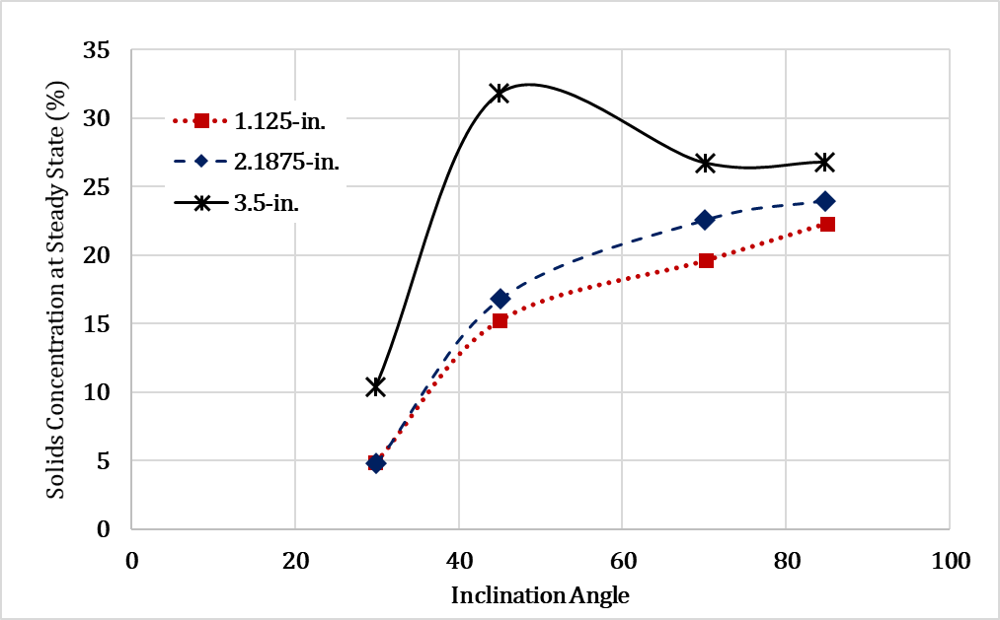 35
30
25
20
15
10
5
0
Solids Concentration at Steady State (%)
1.125-in.
2.1875-in.
3.5-in.
0 20 40 60 80 100
Inclination Angle